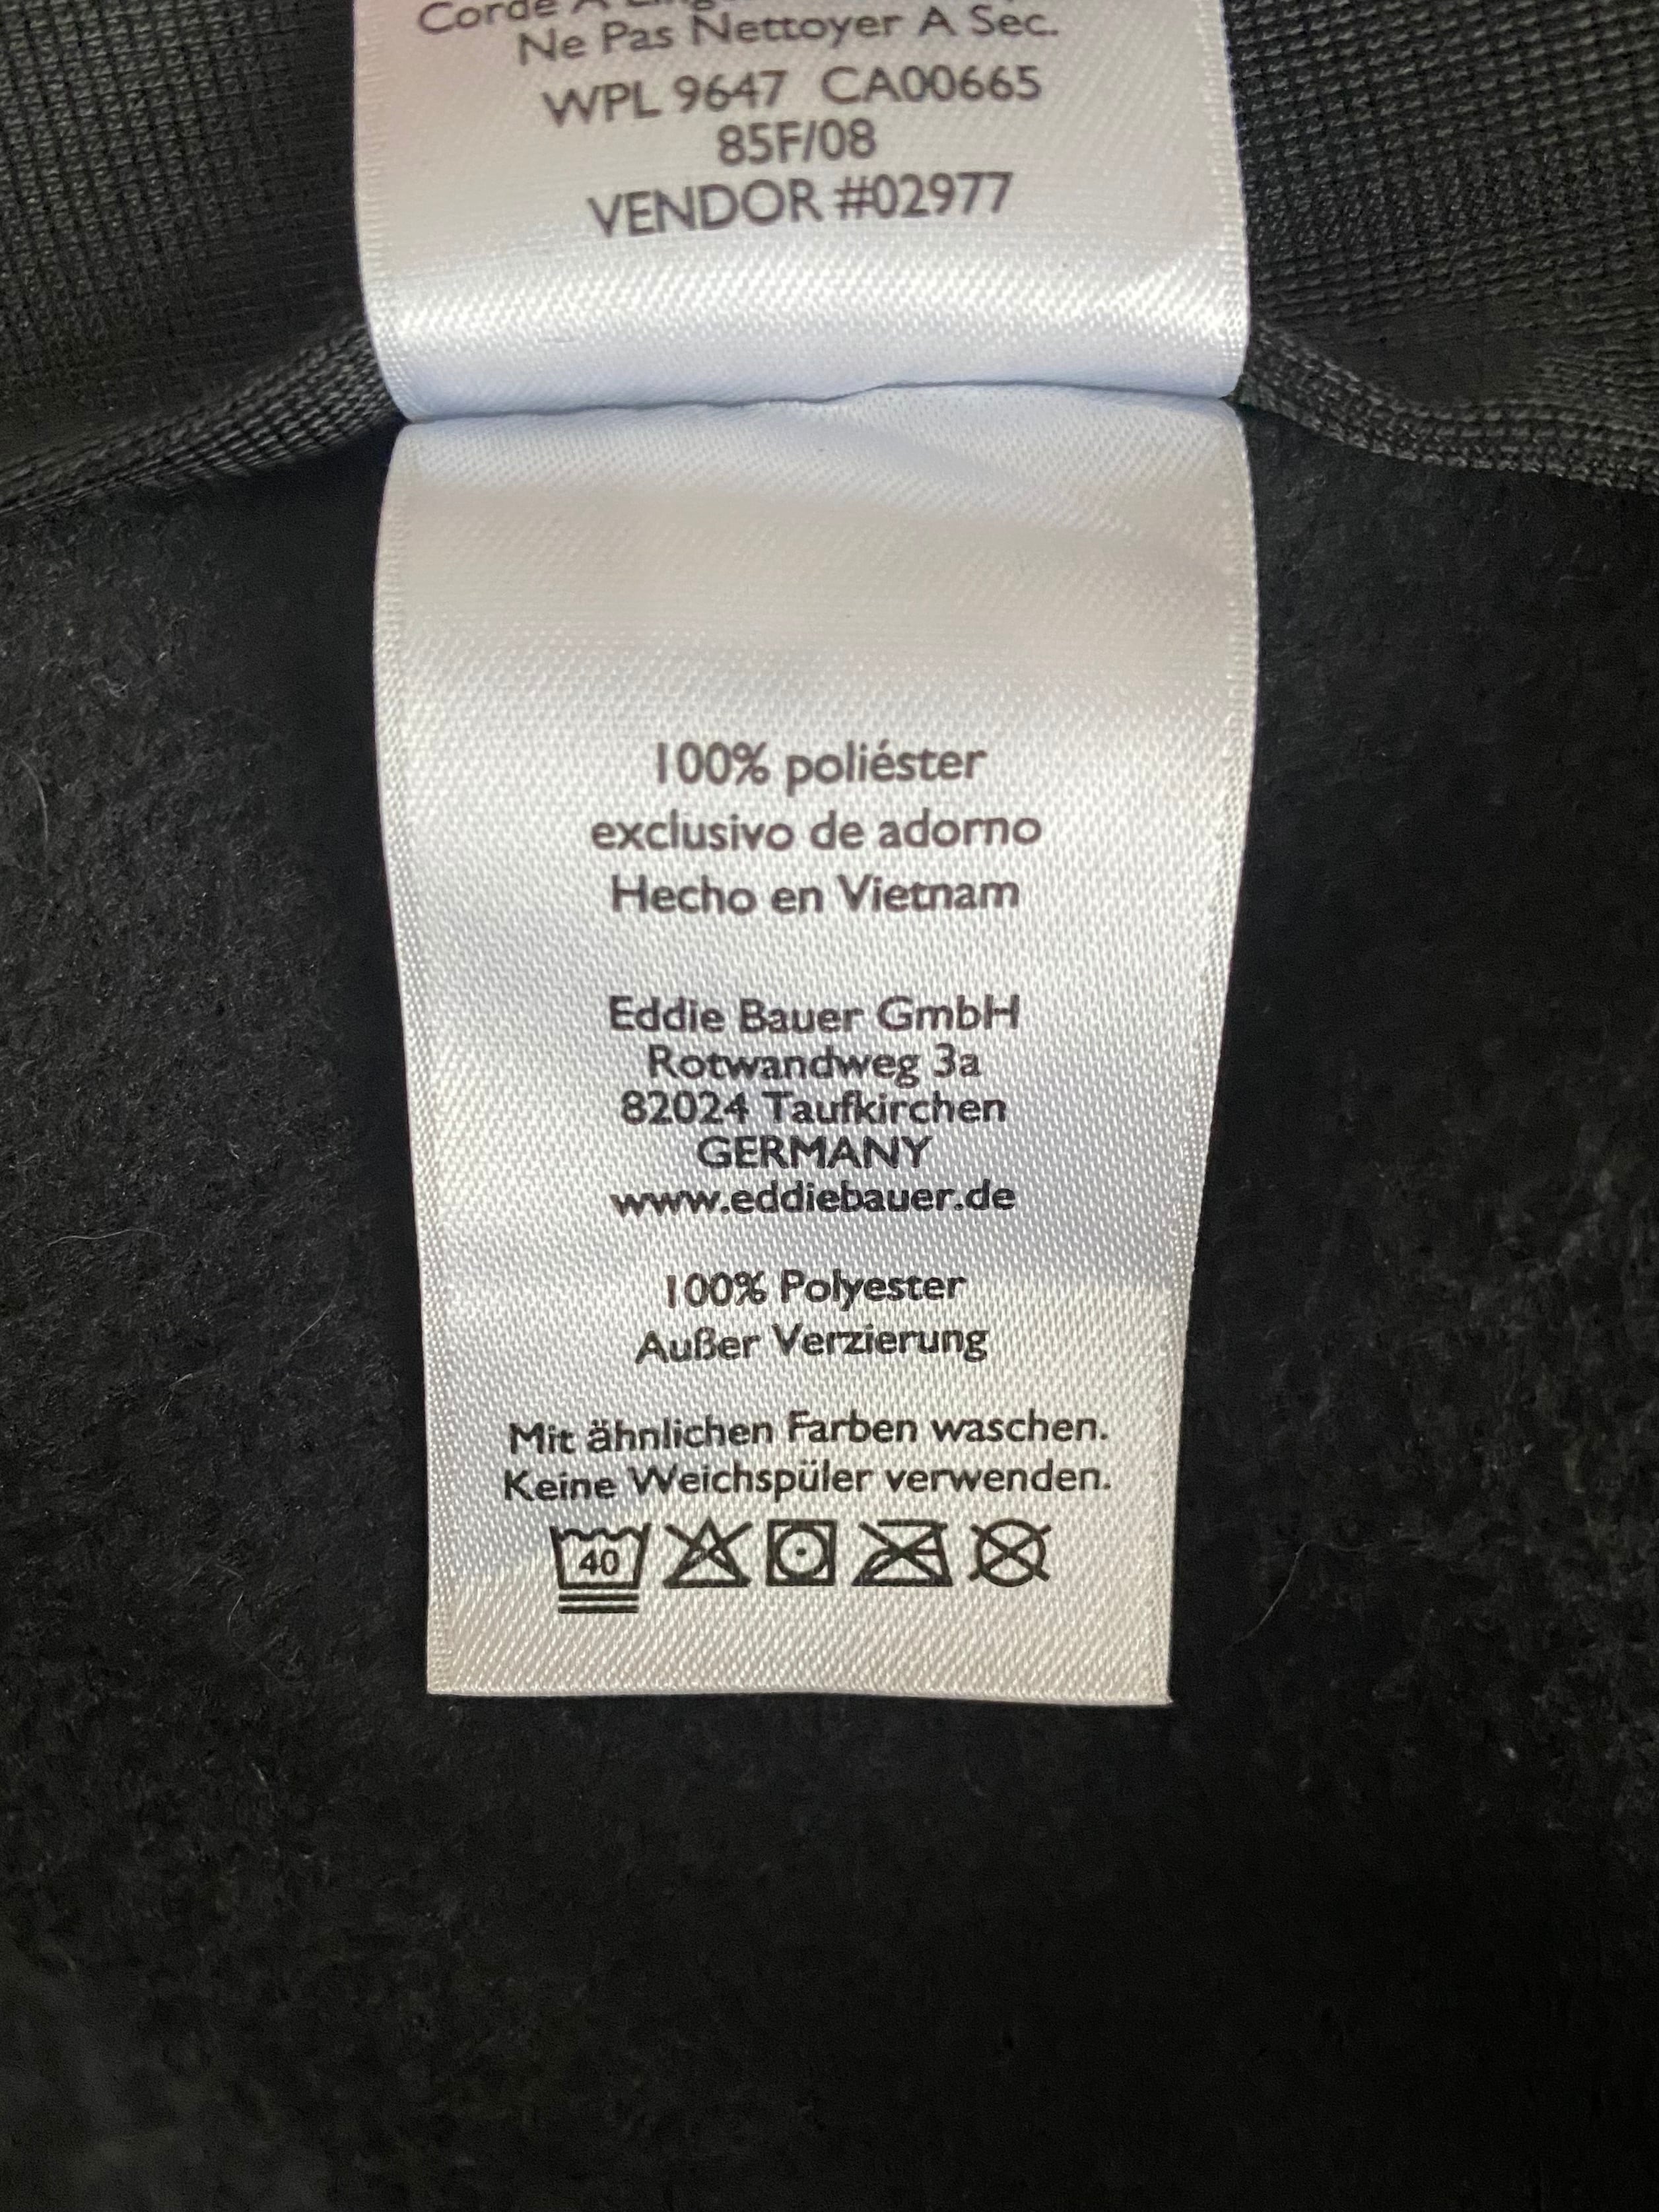 Corde A
Ne Pas Nettoyer A Sec.
WPL 9647 CA00665
85F/08
VENDOR #02977
100% poliéster
exclusivo de adorno
Hecho en Vietnam
Eddie Bauer GmbH
Rotwandweg 3a
82024 Taufkirchen
GERMANY
www.eddiebauer.de
100% Polyester
Außer Verzierung
Mit ähnlichen Farben waschen.
Keine Weichspüler verwenden.
40